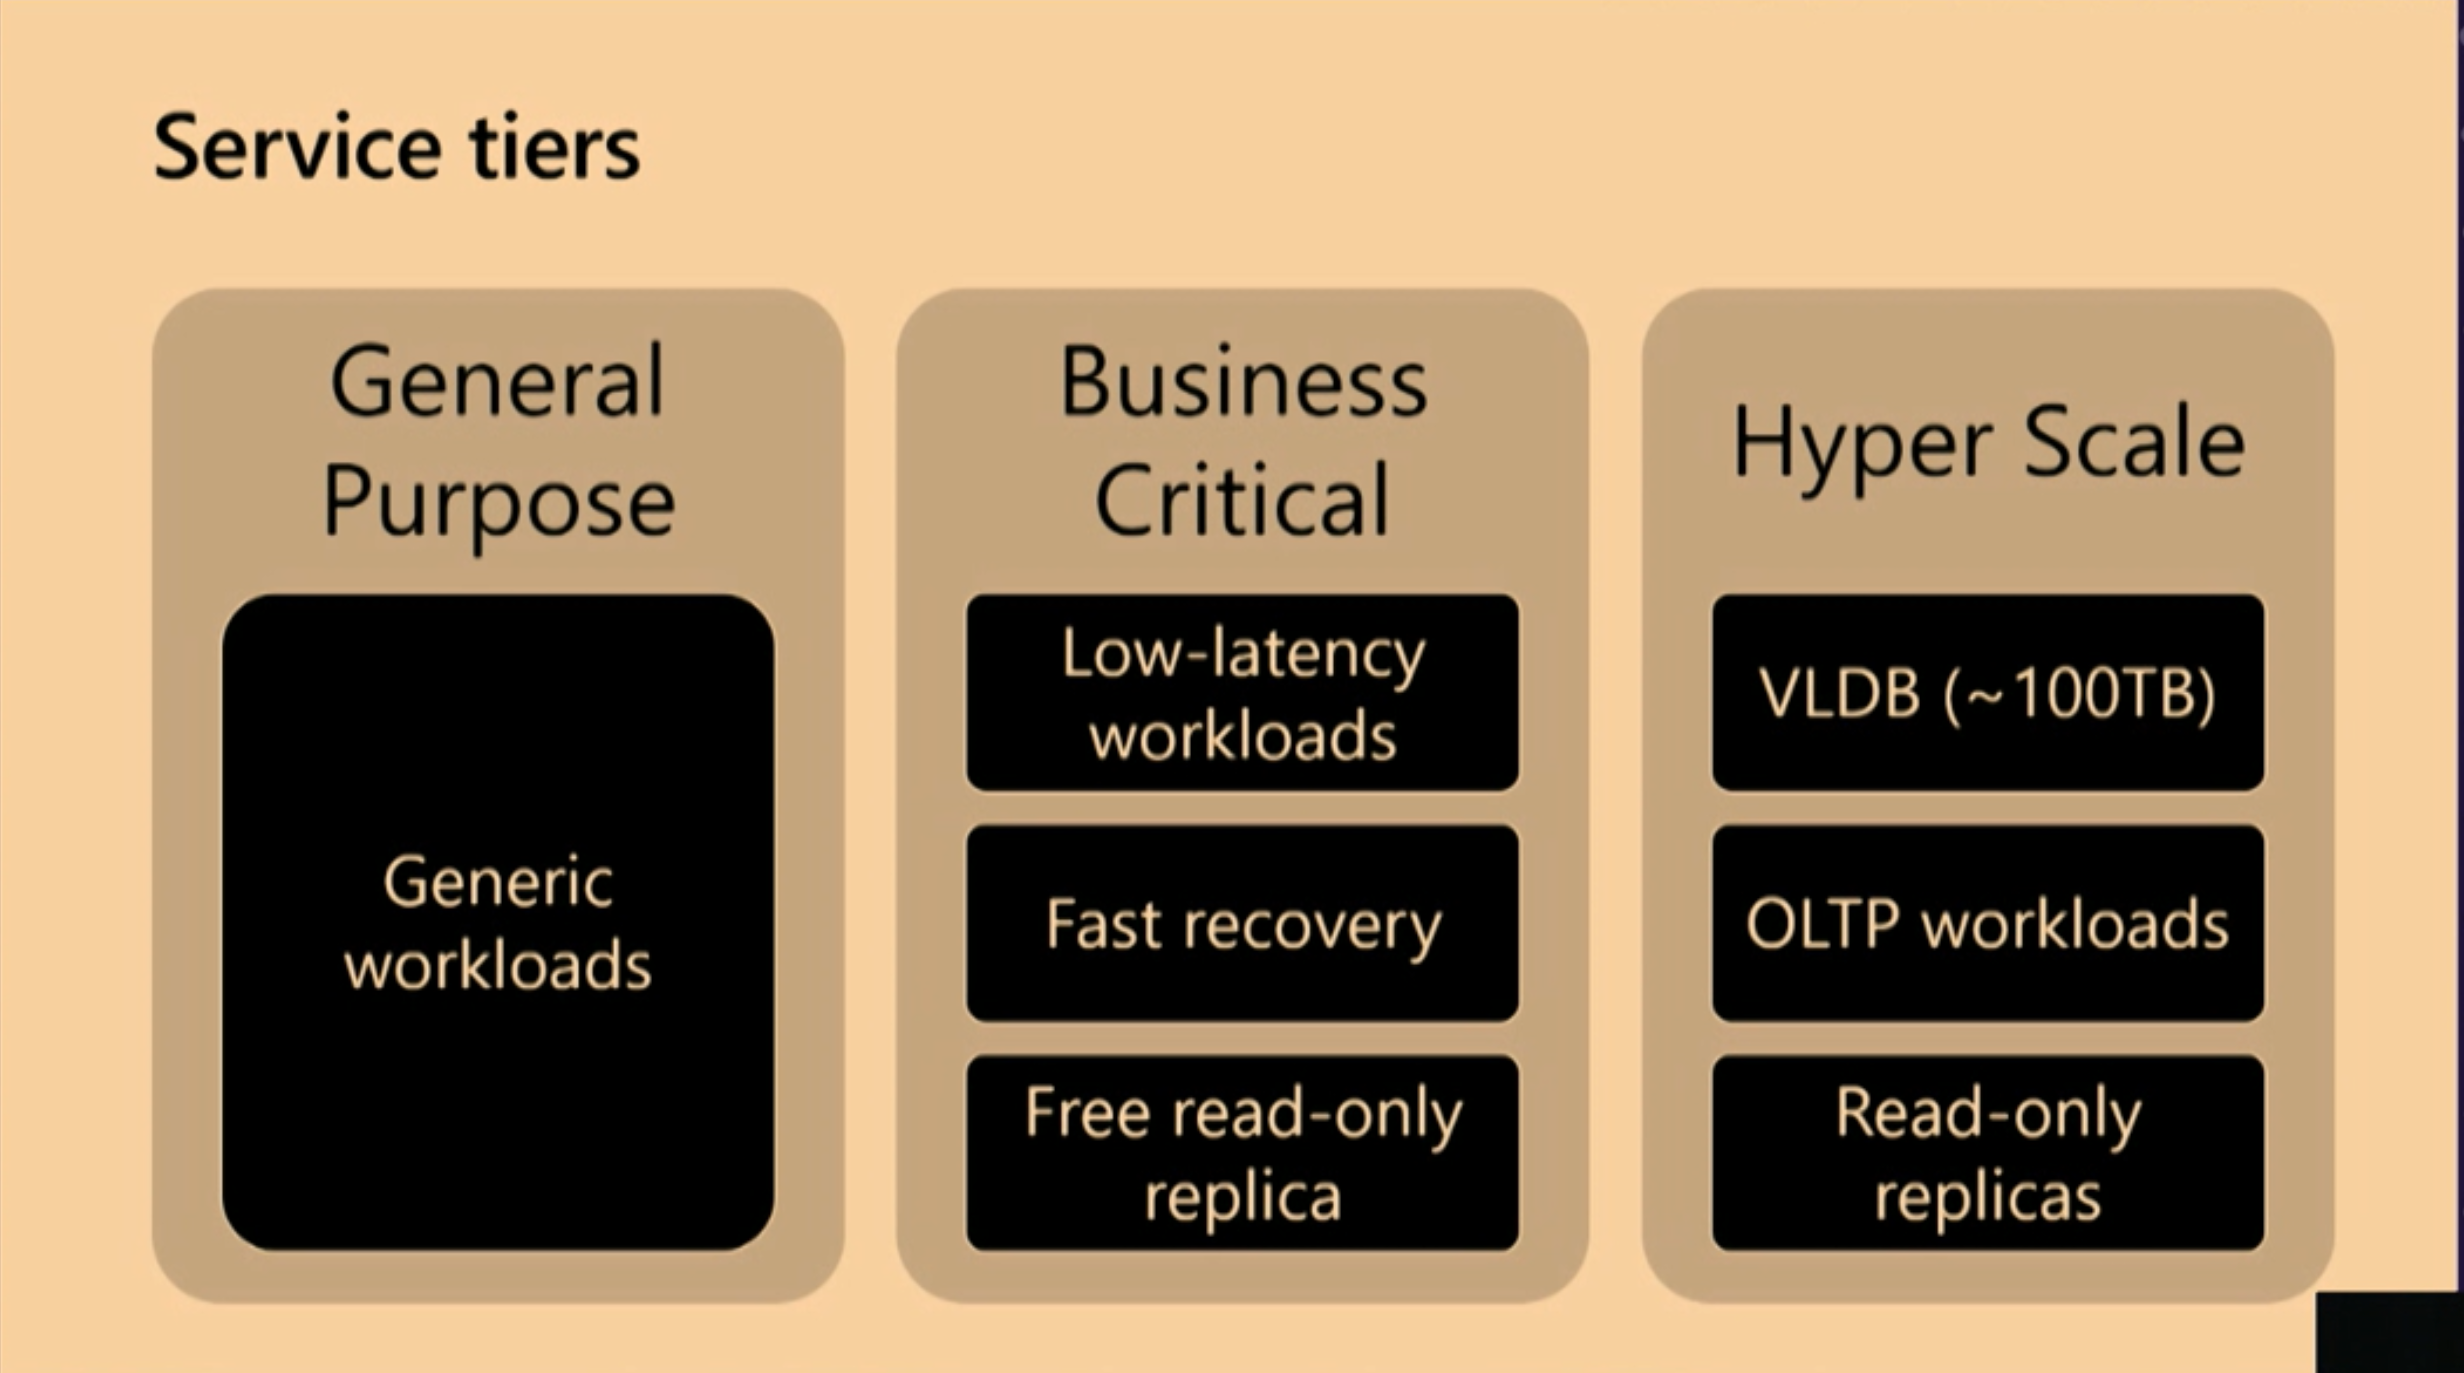 Service tiers
General
Purpose
Generic
workloads
Business
Critical
Low-latency
workloads
Fast recovery
Free read-only
replica
Hyper Scale
VLDB (~100TB)
OLTP workloads
Read-only
replicas